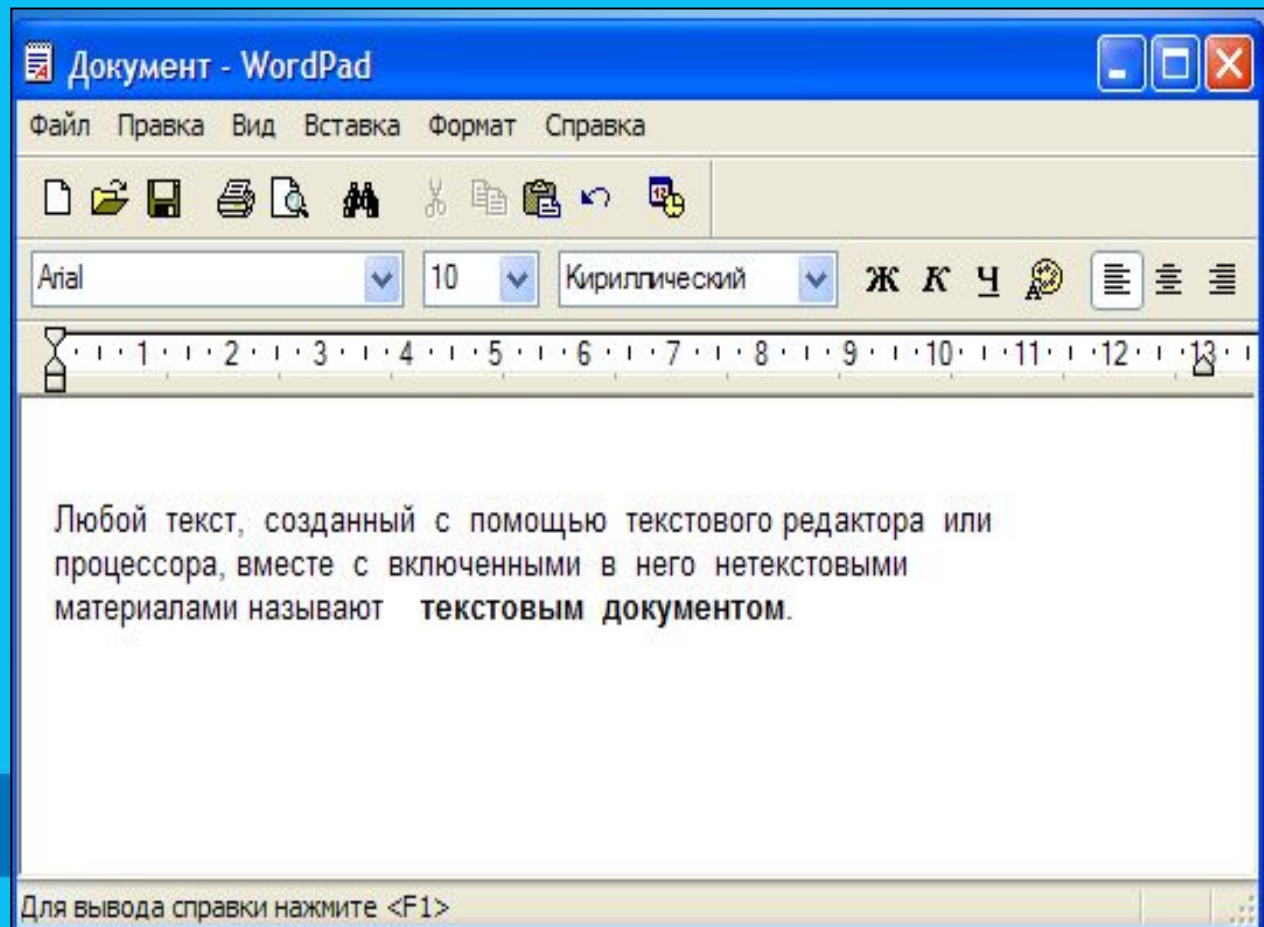 Документ - WordPad
Файл Правка Вид Вставка Формат Справка
Arial 10 Кириллический Ж К Ч
1 2 3 4 5 6 7 8 9 10 11 12 13
Любой текст, созданный с помощью текстового редактора или
процессора, вместе с включенными в него нетекстовыми
материалами называют текстовым документом.
Для вывода справки нажмите <F1>